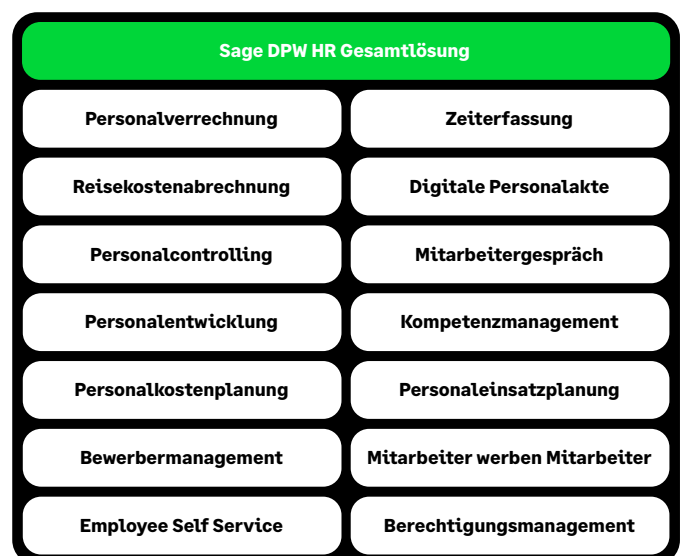 Sage DPW HR Gesamtlösung
Personalverrechnung
Zeiterfassung
Reisekostenabrechnung
Digitale Personalakte
Personalcontrolling
Mitarbeitergespräch
Personalentwicklung
Kompetenzmanagement
Personalkostenplanung
Personaleinsatzplanung
Bewerbermanagement
Mitarbeiter werben Mitarbeiter
Employee Self Service
Berechtigungsmanagement